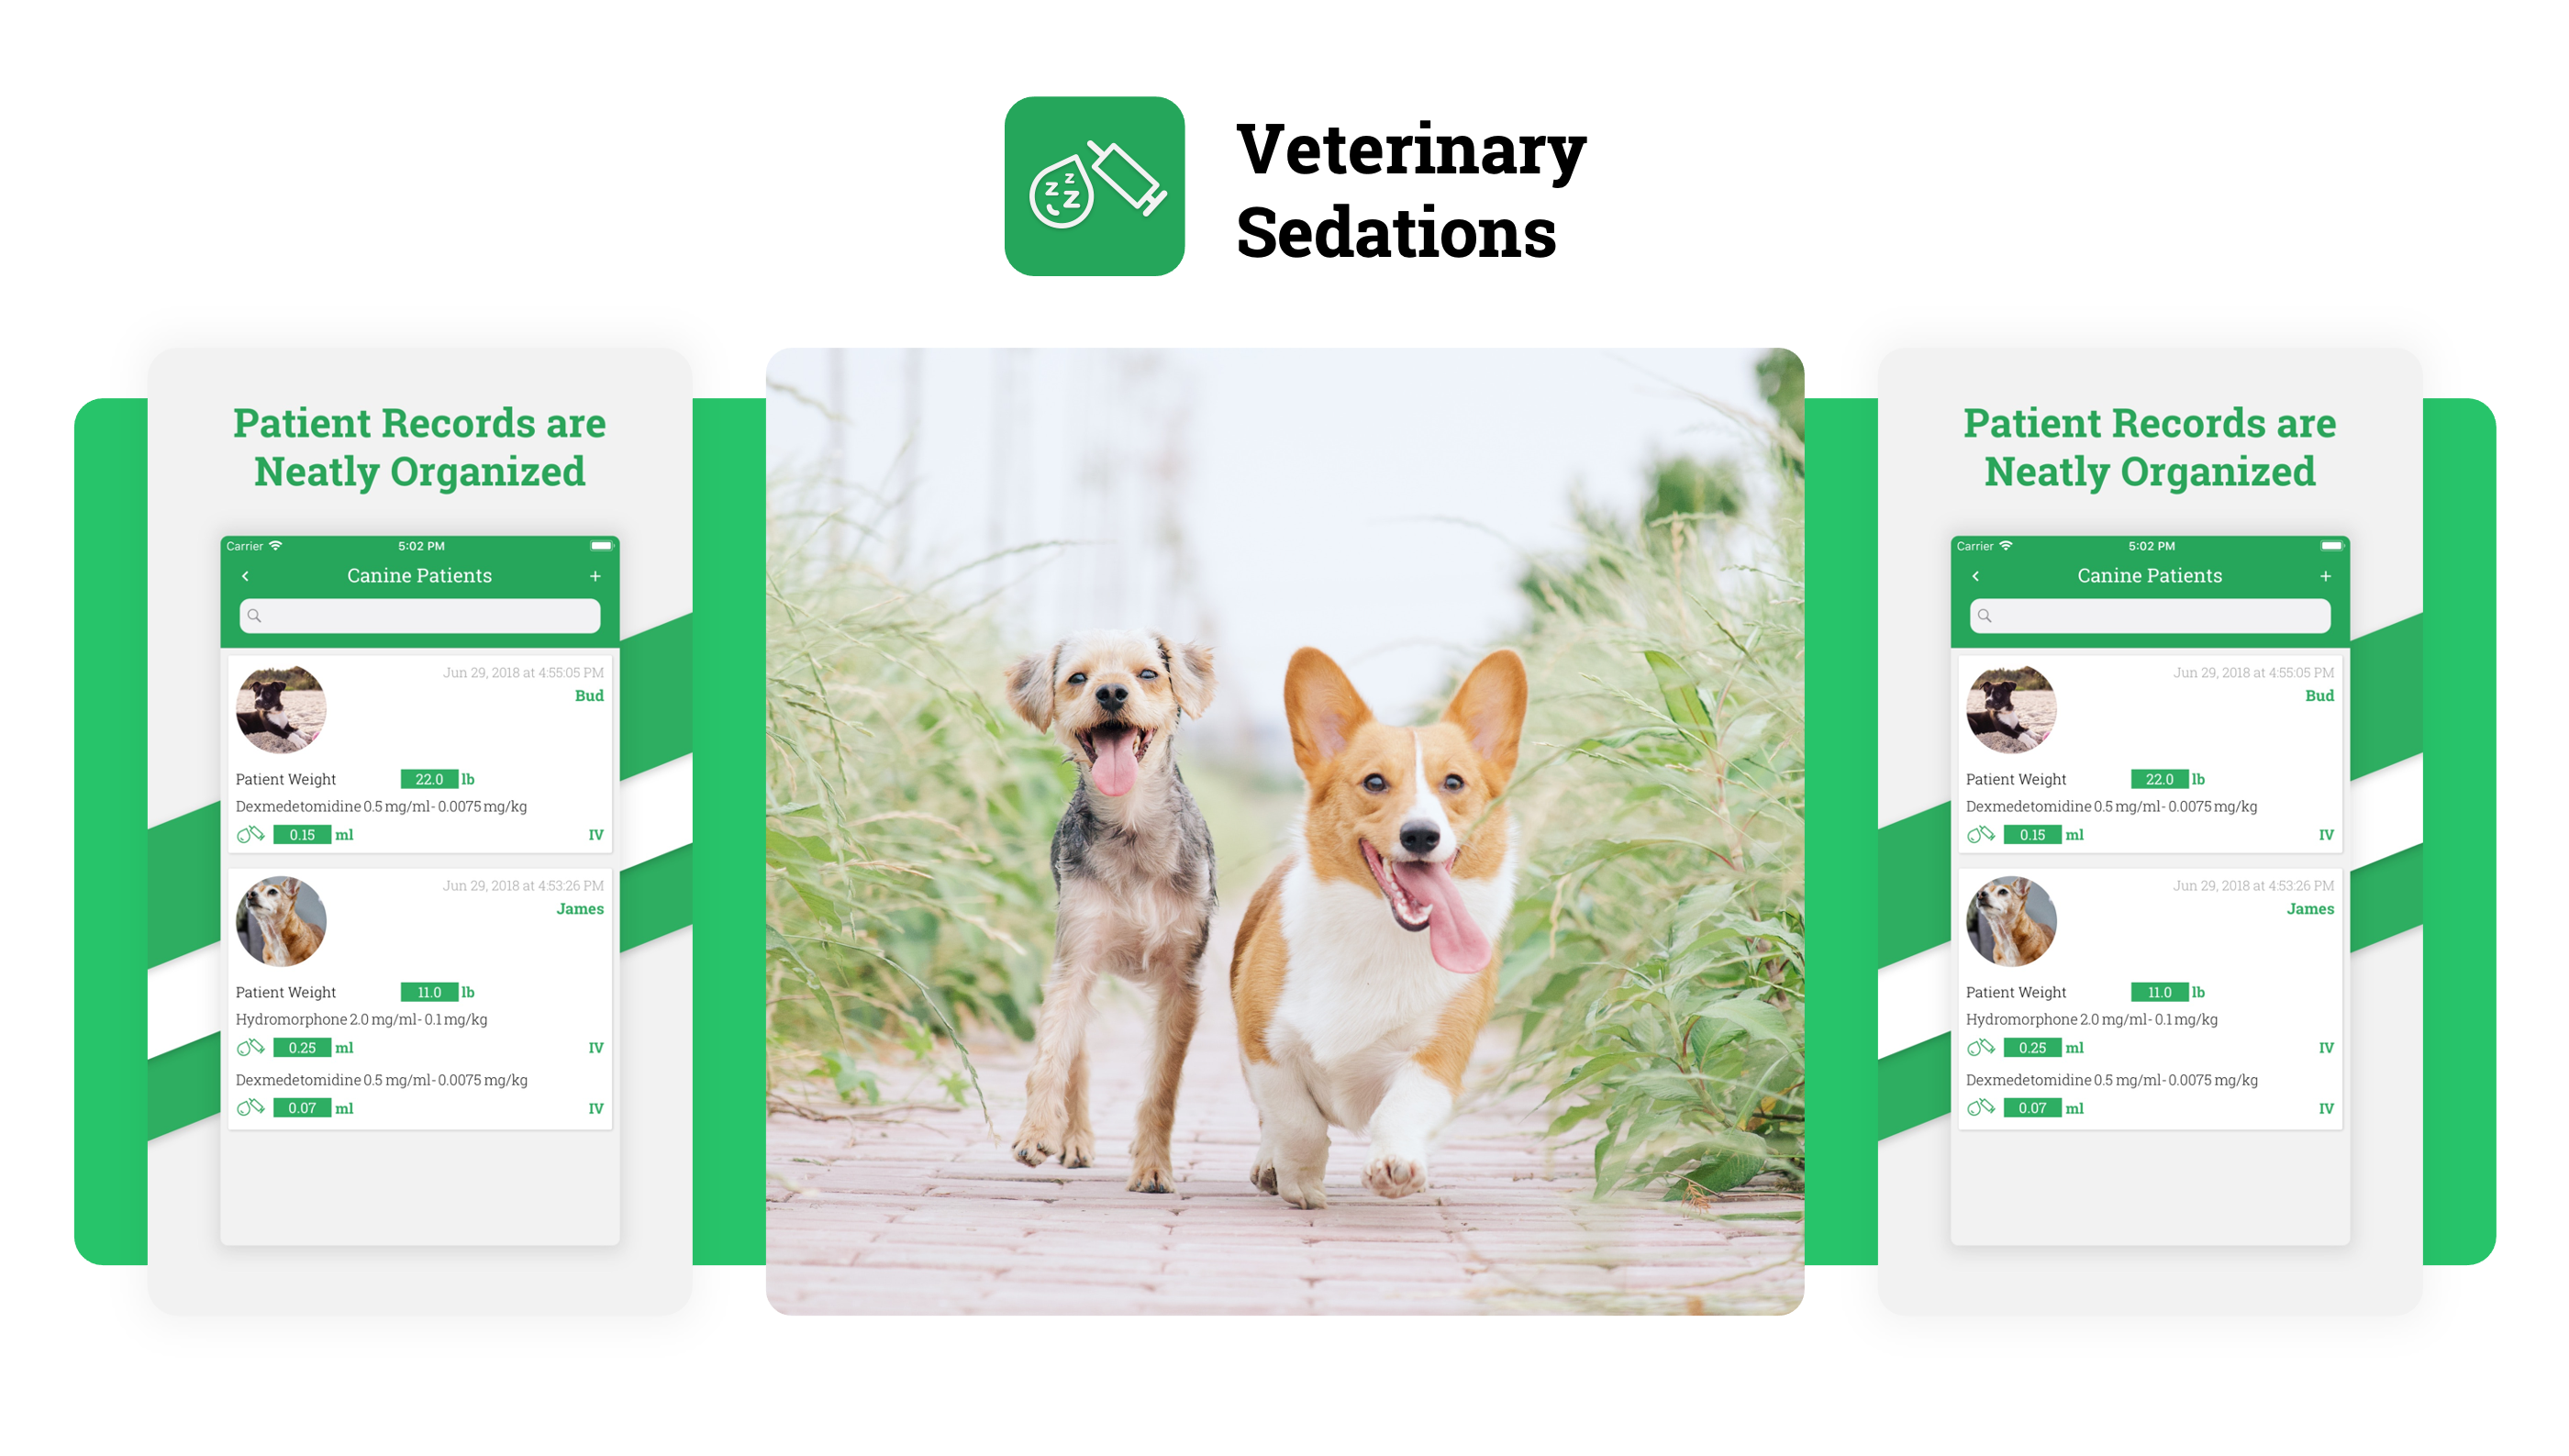 Veterinary
Sedations
Patient Records are
Neatly Organized
Carrier 5:02 PM
Canine Patients
Jun 29, 2018 at 4:55:05 PM
Bud
Patient Weight 22.0 lb
Dexmedetomidine 0.5 mg/ml- 0.0075 mg/kg
0.15 ml IV
Jun 29, 2018 at 4:53:26 PM
James
Patient Weight 11.0 lb
Hydromorphone 2.0 mg/ml- 0.1 mg/kg
0.25 ml IV
Dexmedetomidine 0.5 mg/ml- 0.0075 mg/kg
0.07 ml IV
Patient Records are
Neatly Organized
Carrier 5:02 PM
Canine Patients
Jun 29, 2018 at 4:55:05 PM
Bud
Patient Weight 22.0 lb
Dexmedetomidine 0.5 mg/ml- 0.0075 mg/kg
0.15 ml IV
Jun 29, 2018 at 4:53:26 PM
James
Patient Weight 11.0 lb
Hydromorphone 2.0 mg/ml- 0.1 mg/kg
0.25 ml IV
Dexmedetomidine 0.5 mg/ml- 0.0075 mg/kg
0.07 ml IV